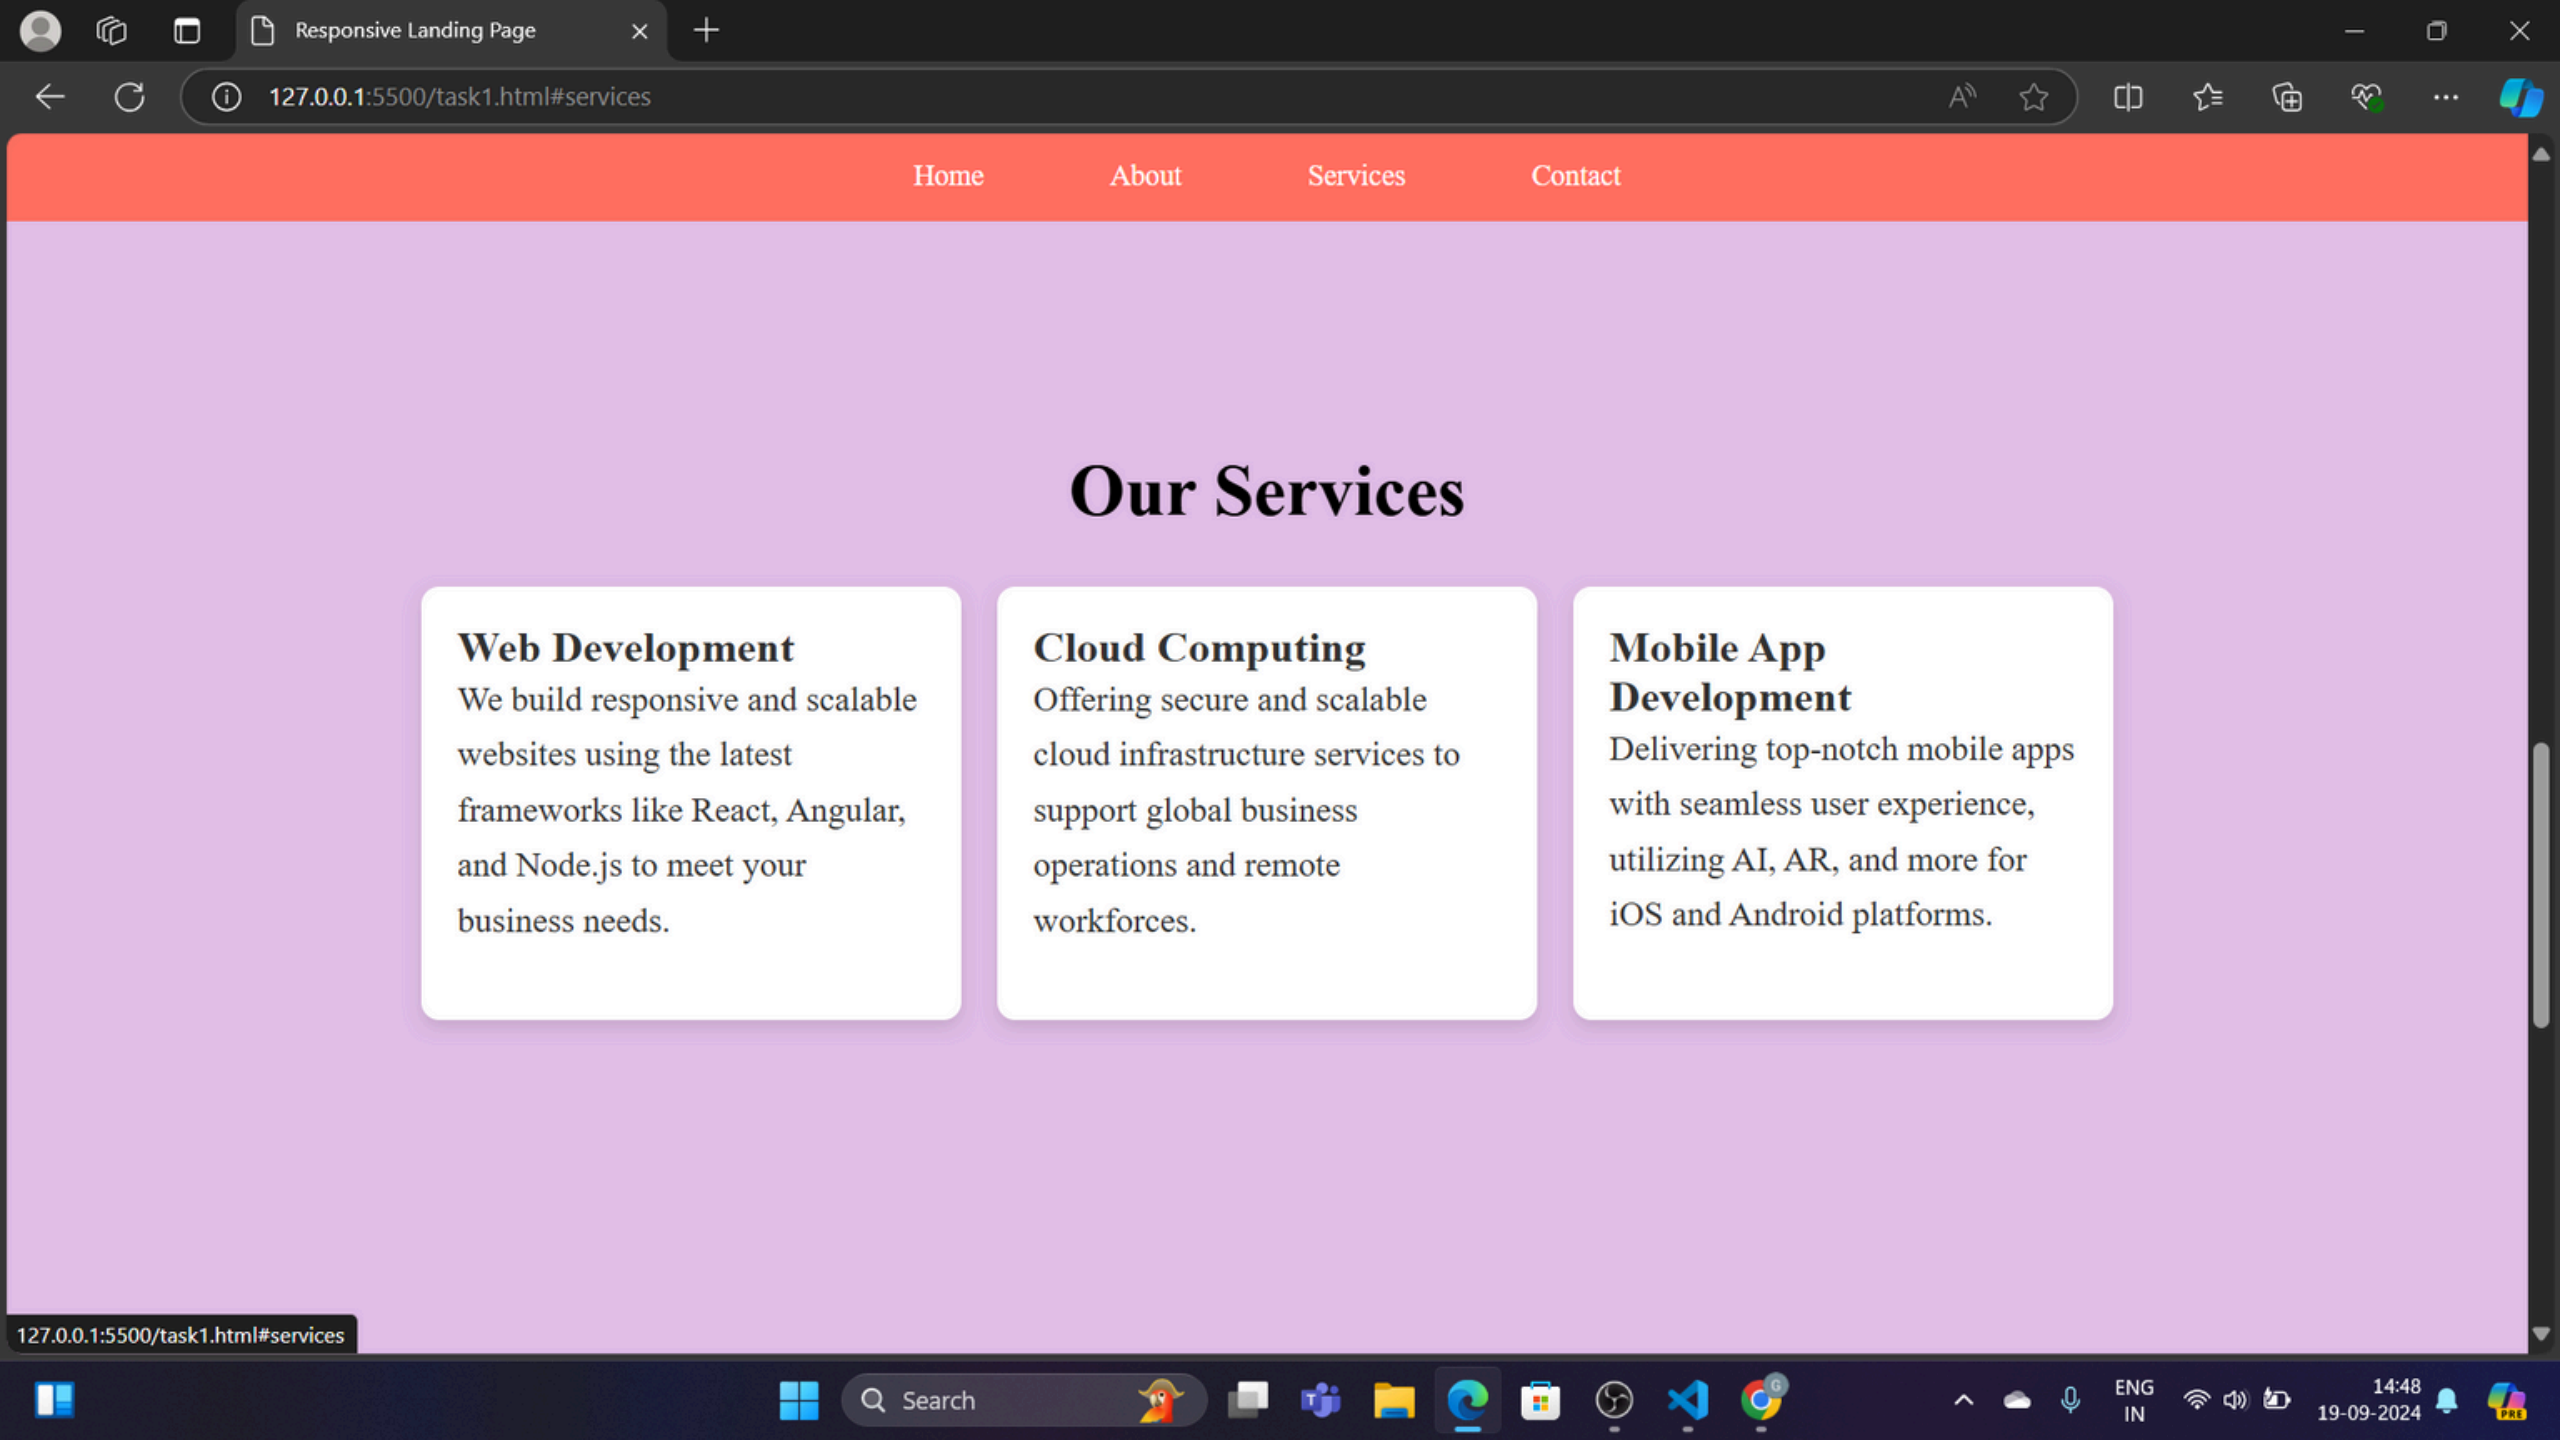 Responsive Landing Page
127.0.0.1:5500/task1.html#services
Home About Services Contact
Our Services
Web Development
We build responsive and scalable
websites using the latest
frameworks like React, Angular,
and Node.js to meet your
business needs.
Cloud Computing
Offering secure and scalable
cloud infrastructure services to
support global business
operations and remote
workforces.
Mobile App
Development
Delivering top-notch mobile apps
with seamless user experience,
utilizing AI, AR, and more for
iOS and Android platforms.
127.0.0.1:5500/task1.html#services
Search
G
ENG
IN
14:48
19-09-2024
PRE